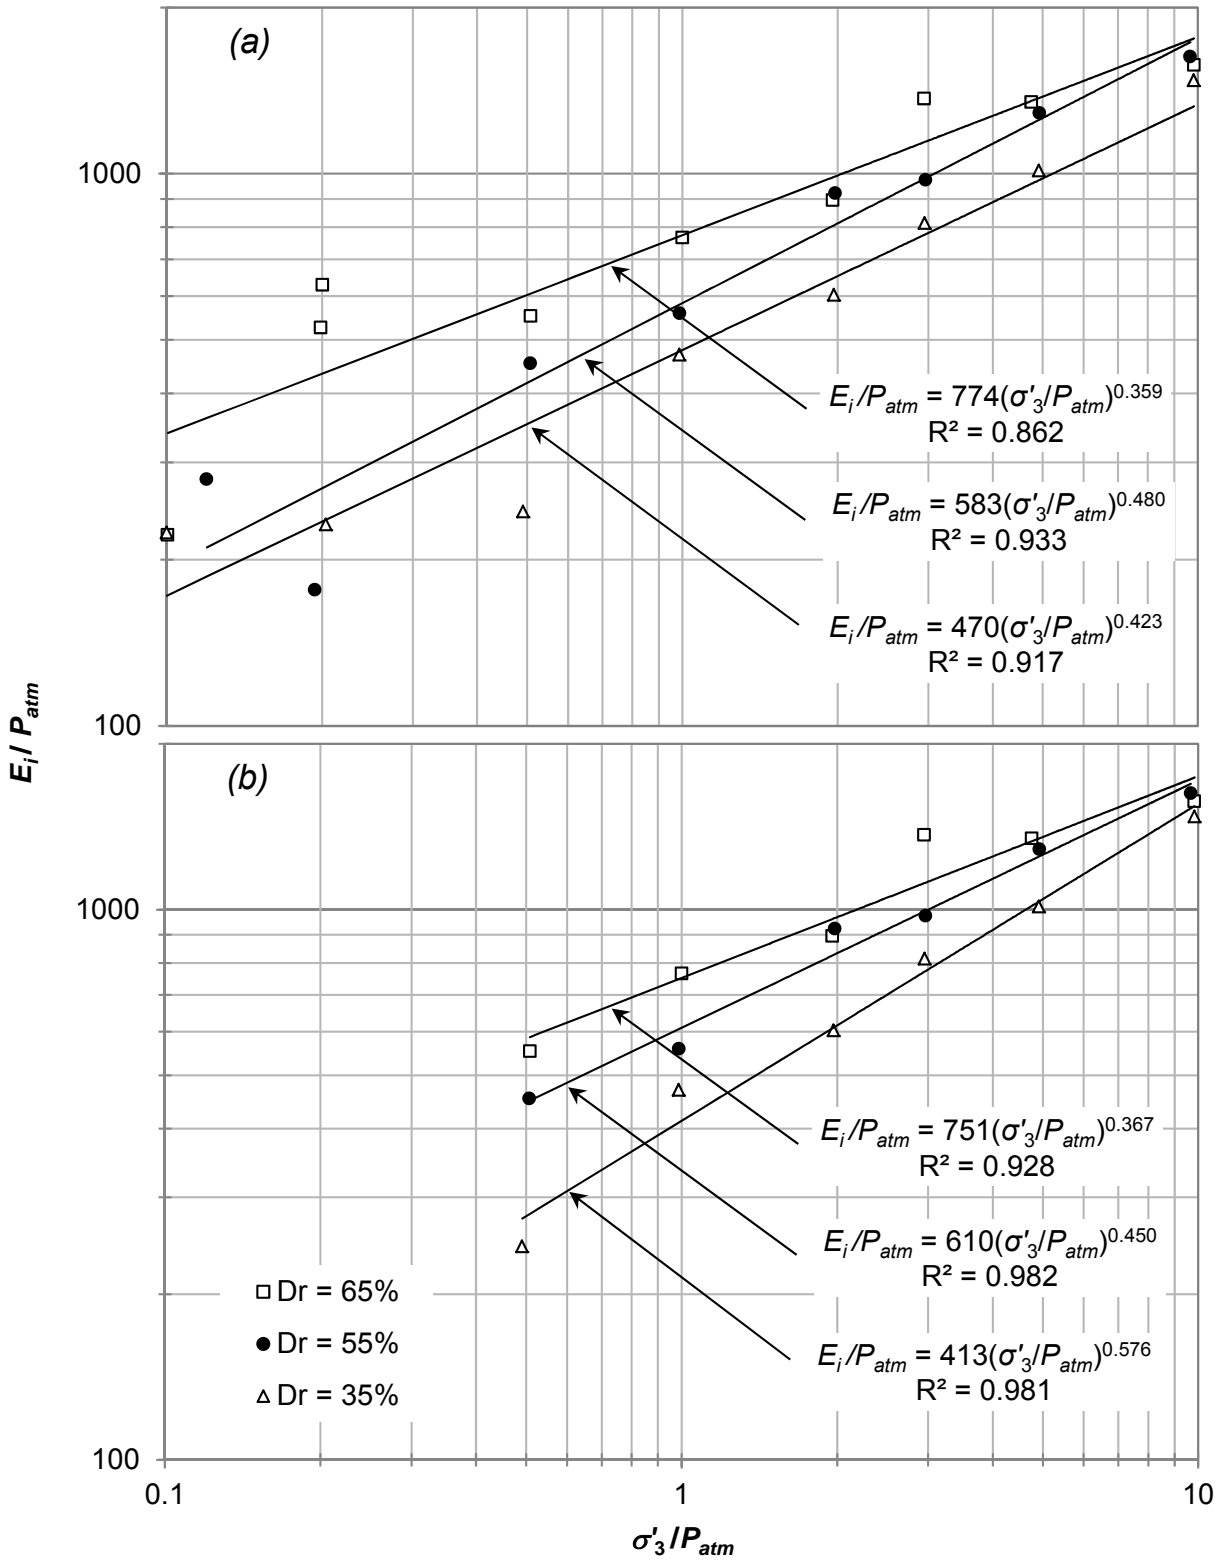 (a)
1000
E_i/P_atm = 774(σ'_3/P_atm)^0.359
R² = 0.862
E_i/P_atm = 583(σ'_3/P_atm)^0.480
R² = 0.933
E_i/P_atm = 470(σ'_3/P_atm)^0.423
R² = 0.917
100
E_i/ P_atm
(b)
1000
E_i/P_atm = 751(σ'_3/P_atm)^0.367
R² = 0.928
E_i/P_atm = 610(σ'_3/P_atm)^0.450
R² = 0.982
Dr = 65%
Dr = 55%
Dr = 35%
E_i/P_atm = 413(σ'_3/P_atm)^0.576
R² = 0.981
100
0.1 1 10
σ'_3/P_atm